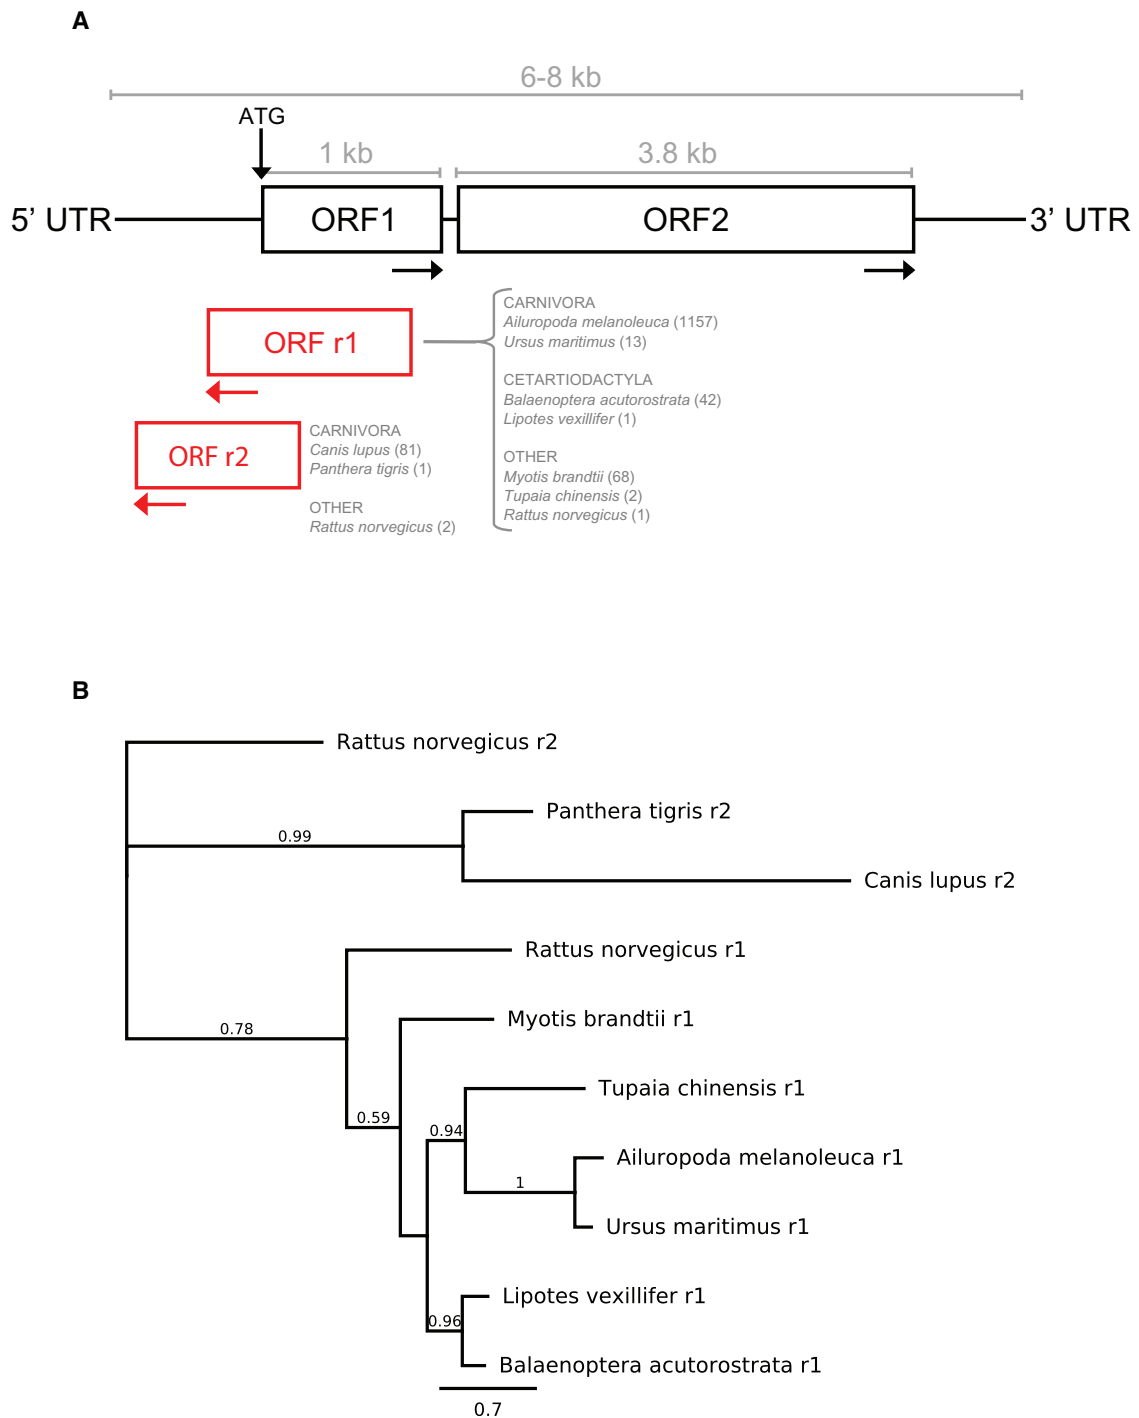 A
6-8 kb
ATG
1 kb
3.8 kb
5’ UTR
ORF1
ORF2
3’ UTR
ORF r1
CARNIVORA
Ailuropoda melanoleuca (1157)
Ursus maritimus (13)
CETARTIODACTYLA
Balaenoptera acutorostrata (42)
Lipotes vexillifer (1)
OTHER
Myotis brandtii (68)
Tupaia chinensis (2)
Rattus norvegicus (1)
ORF r2
CARNIVORA
Canis lupus (81)
Panthera tigris (1)
OTHER
Rattus norvegicus (2)
B
Rattus norvegicus r2
Panthera tigris r2
0.99
Canis lupus r2
Rattus norvegicus r1
Myotis brandtii r1
0.78
Tupaia chinensis r1
0.59
0.94
Ailuropoda melanoleuca r1
1
Ursus maritimus r1
Lipotes vexillifer r1
0.96
Balaenoptera acutorostrata r1
0.7